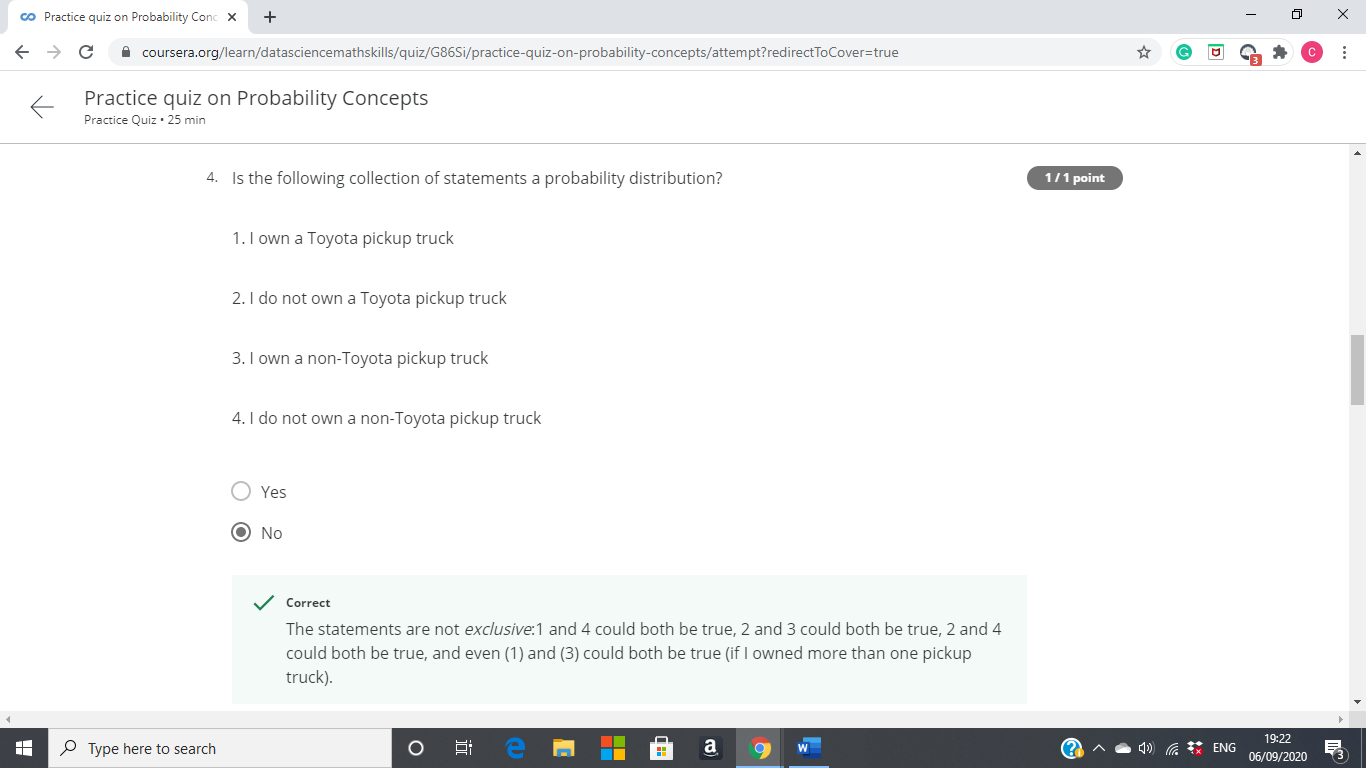 Practice quiz on Probability Conc
coursera.org/learn/datasciencemathskills/quiz/G86Si/practice-quiz-on-probability-concepts/attempt?redirectToCover=true
G
3
C
Practice quiz on Probability Concepts
Practice Quiz • 25 min
4. Is the following collection of statements a probability distribution?
1 / 1 point
1. I own a Toyota pickup truck
2. I do not own a Toyota pickup truck
3. I own a non-Toyota pickup truck
4. I do not own a non-Toyota pickup truck
Yes
No
Correct
The statements are not exclusive:1 and 4 could both be true, 2 and 3 could both be true, 2 and 4
could both be true, and even (1) and (3) could both be true (if I owned more than one pickup
truck).
Type here to search
ENG
19:22
06/09/2020
3